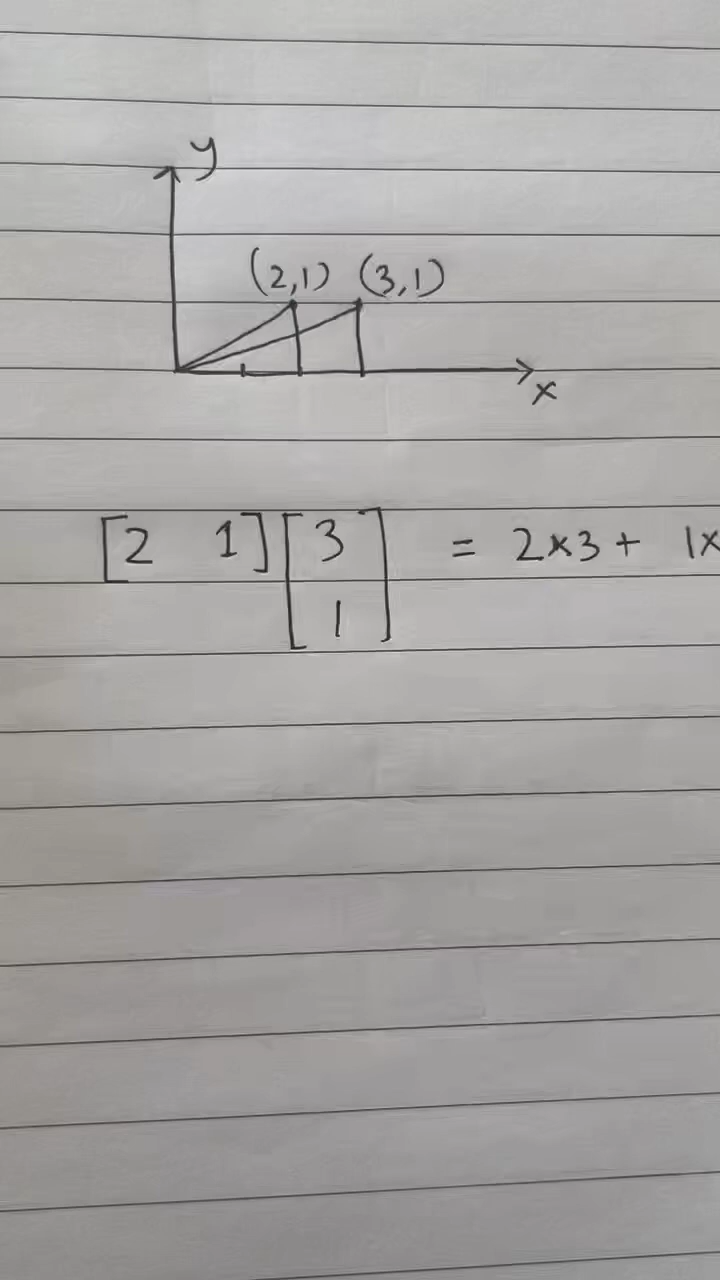 y
(2,1) (3,1)
x
[2 1] [3 = 2×3 + 1×
1]